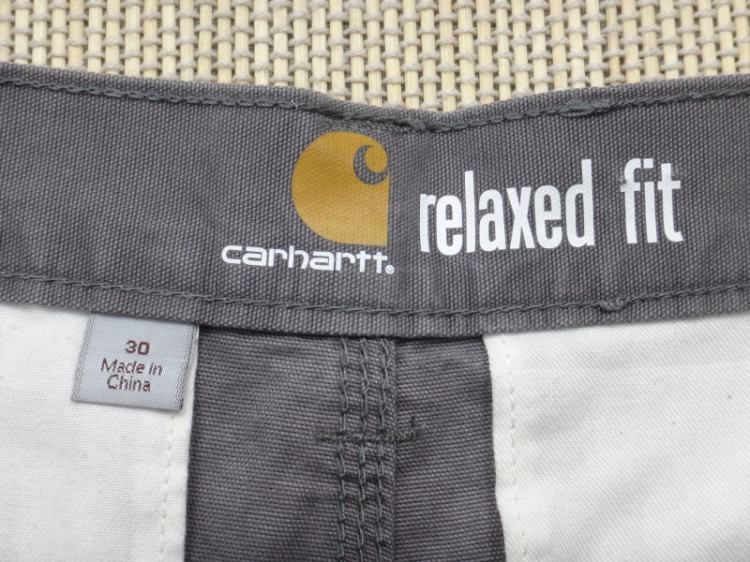 carhartt.
relaxed fit
30
Made in
China